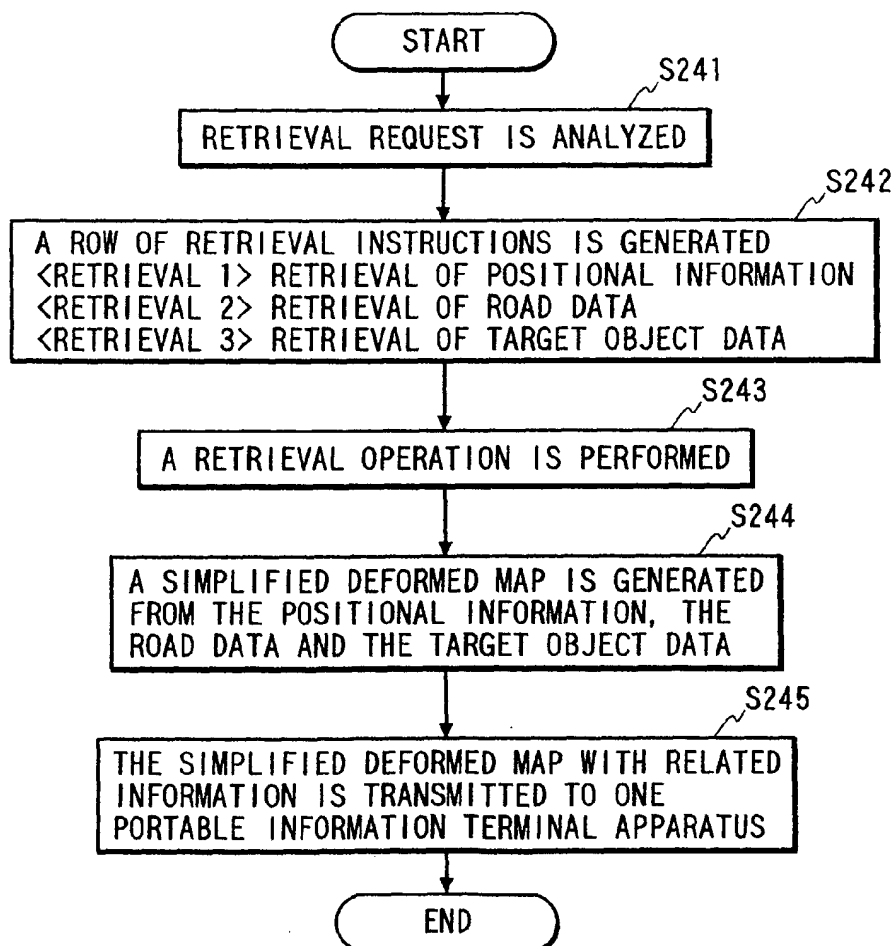 START
S241
RETRIEVAL REQUEST IS ANALYZED
S242
A ROW OF RETRIEVAL INSTRUCTIONS IS GENERATED
<RETRIEVAL 1> RETRIEVAL OF POSITIONAL INFORMATION
<RETRIEVAL 2> RETRIEVAL OF ROAD DATA
<RETRIEVAL 3> RETRIEVAL OF TARGET OBJECT DATA
S243
A RETRIEVAL OPERATION IS PERFORMED
S244
A SIMPLIFIED DEFORMED MAP IS GENERATED
FROM THE POSITIONAL INFORMATION, THE
ROAD DATA AND THE TARGET OBJECT DATA
S245
THE SIMPLIFIED DEFORMED MAP WITH RELATED
INFORMATION IS TRANSMITTED TO ONE
PORTABLE INFORMATION TERMINAL APPARATUS
END